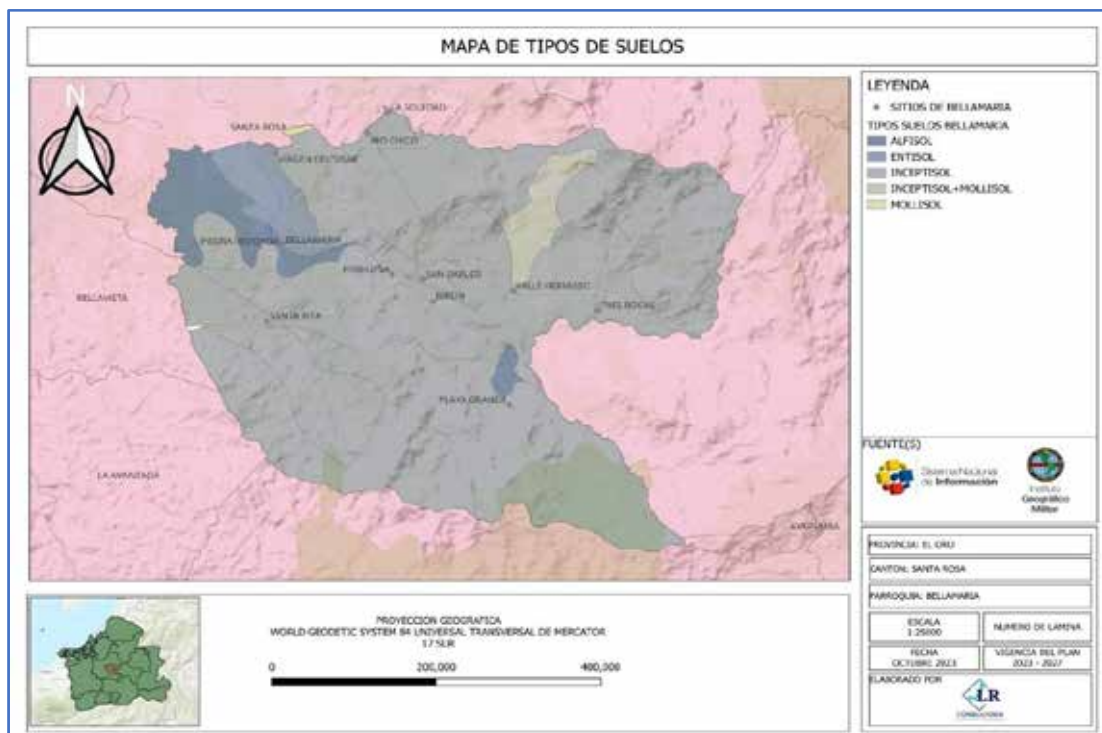 MAPA DE TIPOS DE SUELOS
N
LA SOLEDAD
SANTA ROSA
RIO CHICO
BELLAMARIA
SAN CARLOS
VALLE HERMOSO
TRES BOCAS
BELLAVISTA
SANTA RITA
PLAYA GRANDE
LA AVANZADA
LEYENDA
SITIOS DE BELLAMARIA
TIPOS SUELOS BELLAMARIA
ALFISOL
ENTISOL
INCEPTISOL
INCEPTISOL+MOLLISOL
MOLLISOL
FUENTE(S)
Sistema Nacional
de Información
Instituto
Geográfico
Militar
PROVINCIA: EL ORO
CANTON: SANTA ROSA
PARROQUIA: BELLAMARIA
ESCALA
1:25000
NUMERO DE LAMINA
FECHA
OCTUBRE 2023
VIGENCIA DEL PLAN
2023 - 2027
ELABORADO POR
LR
CONSULTORIA
PROYECCION GEOGRAFICA
WORLD GEODETIC SYSTEM 84 UNIVERSAL TRANSVERSAL DE MERCATOR
17 SUR
0 200,000 400,000